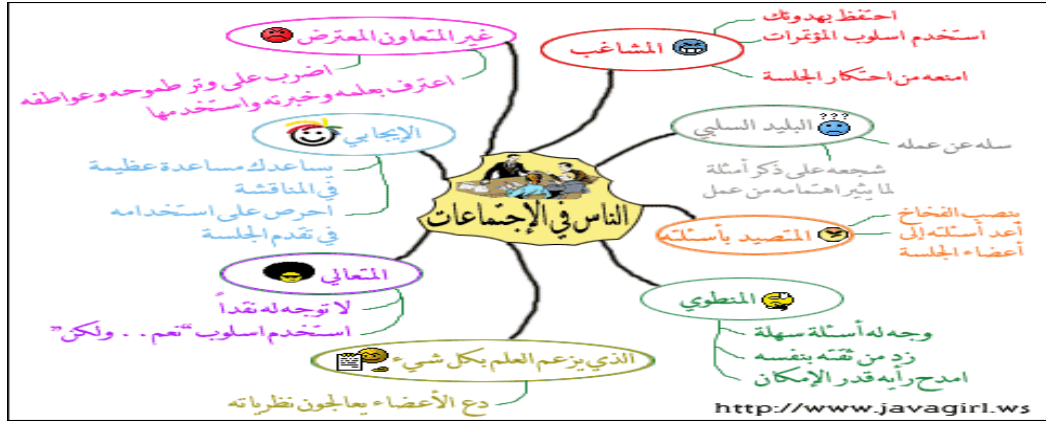 الناس في الإجتماعات
المشاغب
احتفظ بهدوئك
استخدم اسلوب المؤتمرات
امنعه من احتكار الجلسة
???
البليد السلبي
سله عن عمله
شجعه على ذكر أمثلة
لما يثير اهتمامه من عمل
المتصيد بأسئلته
ينصب الفخاخ
أعد أسئلته إلى
أعضاء الجلسة
المنطوي
وجه له أسئلة سهلة
زد من ثقته بنفسه
امدح رأيه قدر الإمكان
الذي يزعم العلم بكل شيء
دع الأعضاء يعالجون نظرياته
المتعالي
لا توجه له نقداً
استخدم اسلوب “نعم . . ولكن”
الإيجابي
يساعدك مساعدة عظيمة
في المناقشة
احرص على استخدامه
في تقدم الجلسة
غير المتعاون المعترض
اضرب على وتر طموحه وعواطفه
اعترف بعلمه وخبرته واستخدمها
http://www.javagirl.ws